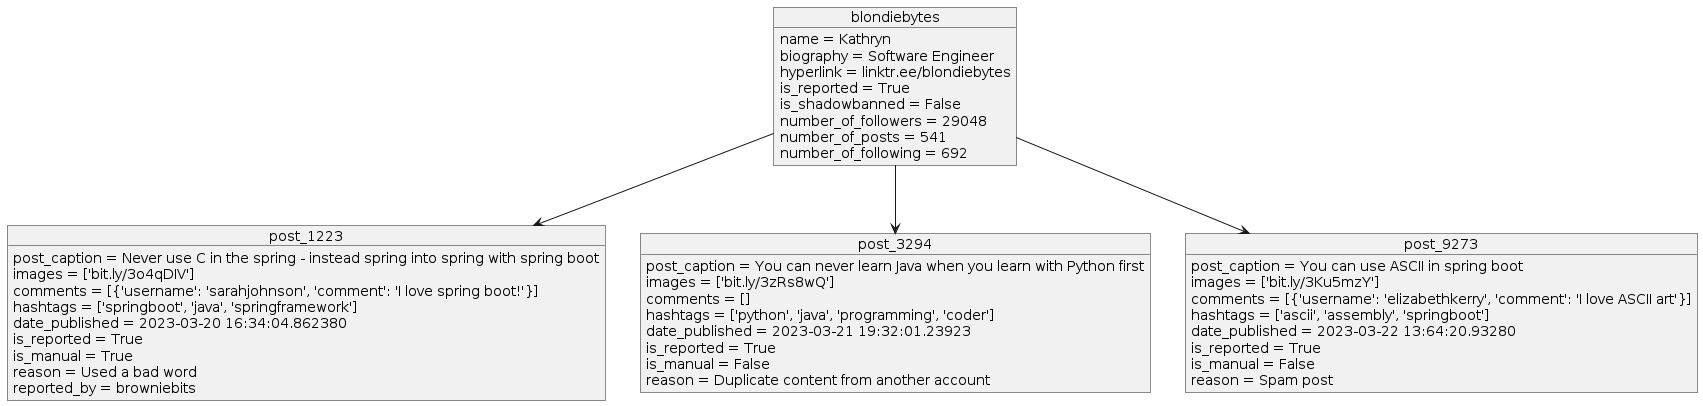 blondiebytes
name = Kathryn
biography = Software Engineer
hyperlink = linktr.ee/blondiebytes
is_reported = True
is_shadowbanned = False
number_of_followers = 29048
number_of_posts = 541
number_of_following = 692
post_1223
post_caption = Never use C in the spring - instead spring into spring with spring boot
images = ['bit.ly/3o4qDIV']
comments = [{'username': 'sarahjohnson', 'comment': 'I love spring boot!'}]
hashtags = ['springboot', 'java', 'springframework']
date_published = 2023-03-20 16:34:04.862380
is_reported = True
is_manual = True
reason = Used a bad word
reported_by = browniebits
post_3294
post_caption = You can never learn Java when you learn with Python first
images = ['bit.ly/3zRs8wQ']
comments = []
hashtags = ['python', 'java', 'programming', 'coder']
date_published = 2023-03-21 19:32:01.23923
is_reported = True
is_manual = False
reason = Duplicate content from another account
post_9273
post_caption = You can use ASCII in spring boot
images = ['bit.ly/3Ku5mzY']
comments = [{'username': 'elizabethkerry', 'comment': 'I love ASCII art'}]
hashtags = ['ascii', 'assembly', 'springboot']
date_published = 2023-03-22 13:64:20.93280
is_reported = True
is_manual = False
reason = Spam post